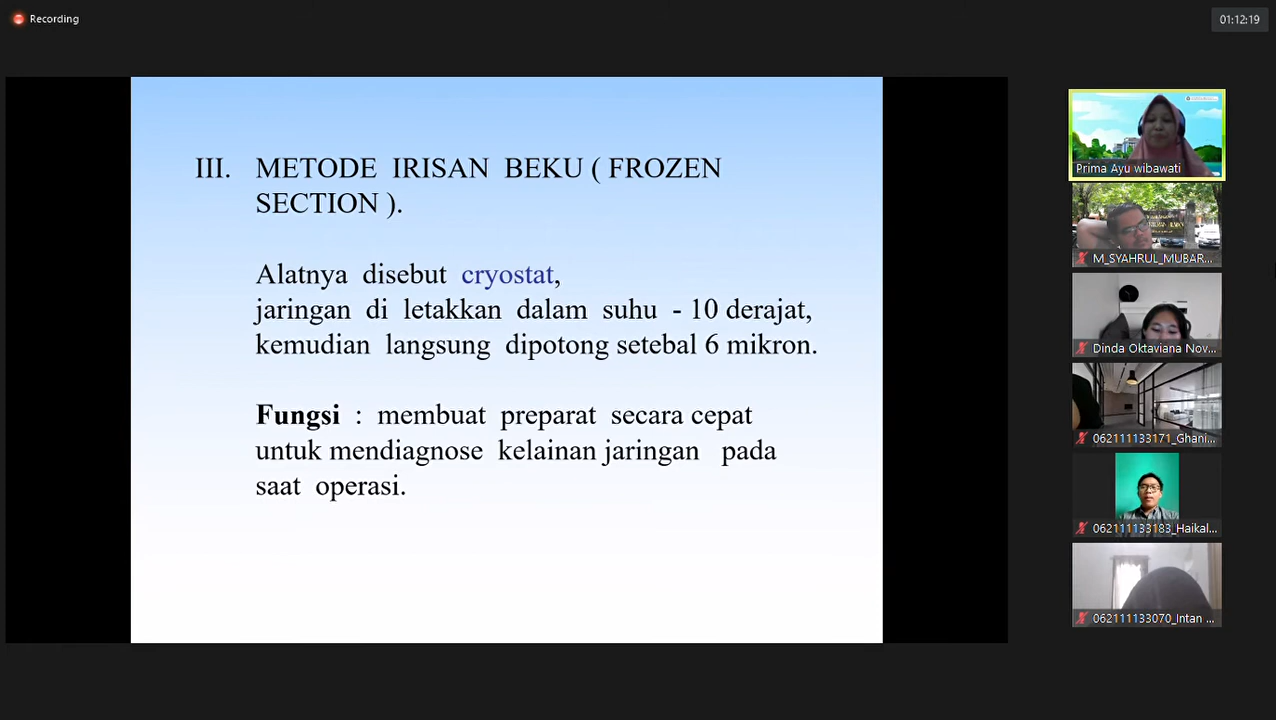 Recording
01:12:19
III. METODE IRISAN BEKU ( FROZEN
SECTION ).
Alatnya disebut cryostat,
jaringan di letakkan dalam suhu - 10 derajat,
kemudian langsung dipotong setebal 6 mikron.
Fungsi : membuat preparat secara cepat
untuk mendiagnose kelainan jaringan pada
saat operasi.
Prima Ayu wibawati
M_SYAHRUL_MUBAR...
Dinda Oktaviana Nov...
062111133171_Ghani...
062111133183_Haikal...
062111133070_Intan ...